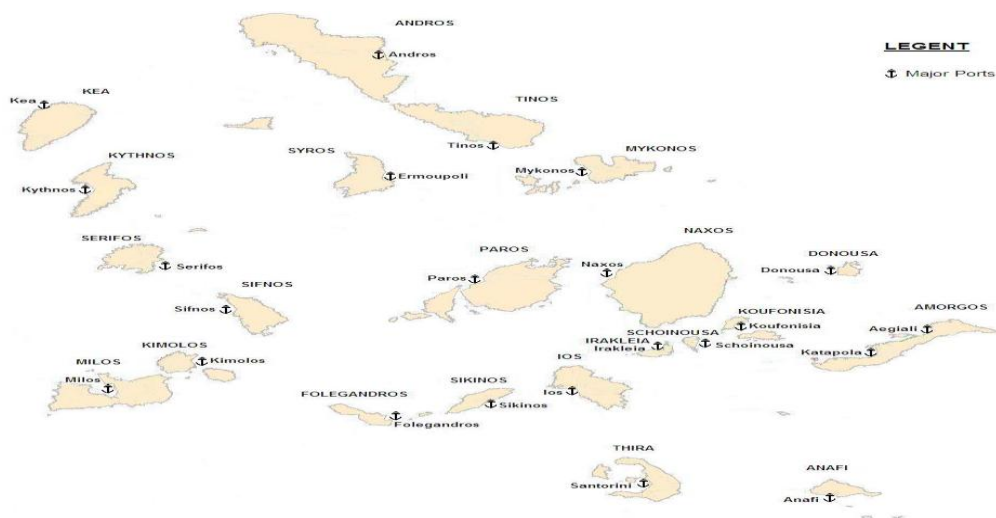 ANDROS
Andros
LEGENT
Major Ports
Kea
KEA
TINOS
Tinos
SYROS
Ermoupoli
MYKONOS
Mykonos
KYTHNOS
Kythnos
SERIFOS
Serifos
PAROS
Paros
NAXOS
Naxos
DONOUSA
Donousa
SIFNOS
Sifnos
KOUFONISIA
Koufonisia
AMORGOS
Aegiali
Katapola
SCHOINOUSA
Schoinousa
IRAKLEIA
Irakleia
KIMOLOS
Kimolos
MILOS
Milos
IOS
Ios
SIKINOS
Sikinos
FOLEGANDROS
Folegandros
THIRA
Santorini
ANAFI
Anafi